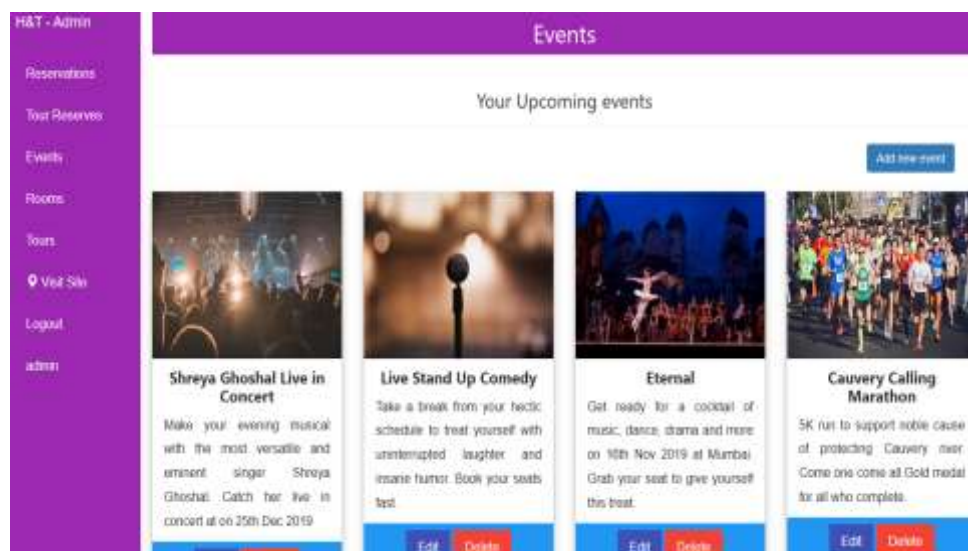 H&T - Admin
Reservations
Tour Reserves
Events
Rooms
Tours
Visit Site
Logout
admin
Events
Your Upcoming events
Add new event
Shreya Ghoshal Live in
Concert
Make your evening musical
with the most versatile and
eminent singer Shreya
Ghoshal. Catch her live in
concert at on 25th Dec 2019
Live Stand Up Comedy
Take a break from your hectic
schedule to treat yourself with
uninterrupted laughter and
insane humor. Book your seats
fast
Edit Delete
Eternal
Get ready for a cocktail of
music, dance, drama and more
on 16th Nov 2019 at Mumbai.
Grab your seat to give yourself
this treat.
Edit Delete
Cauvery Calling
Marathon
5K run to support noble cause
of protecting Cauvery river.
Come one come all Gold medal
for all who complete.
Edit Delete